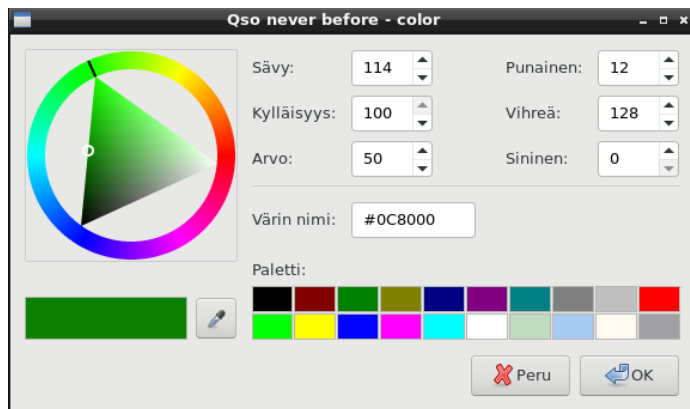 Qso never before - color
Sävy: 114 Punainen: 12
Kylläisyys: 100 Vihreä: 128
Arvo: 50 Sininen: 0
Värin nimi: #0C8000
Paletti:
Peru OK